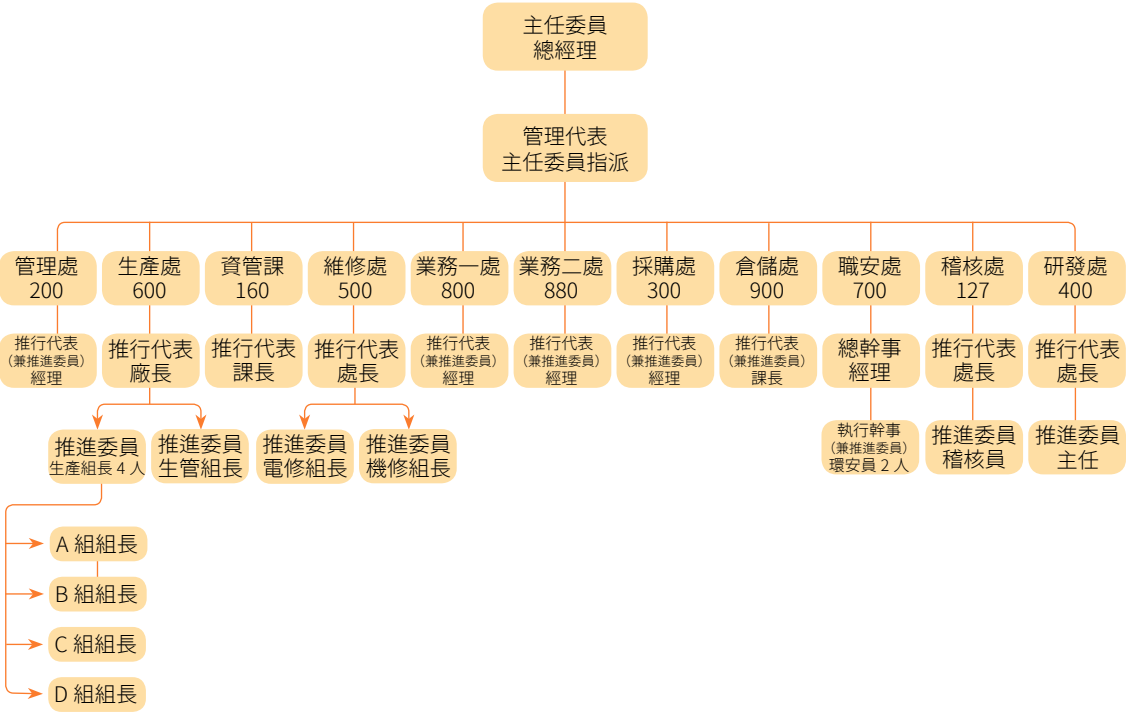 主任委員
總經理
管理代表
主任委員指派
管理處
200
生產處
600
資管課
160
維修處
500
業務一處
800
業務二處
880
採購處
300
倉儲處
900
職安處
700
稽核處
127
研發處
400
推行代表
（兼推進委員）
經理
推行代表
廠長
推行代表
課長
推行代表
處長
推行代表
（兼推進委員）
經理
推行代表
（兼推進委員）
經理
推行代表
（兼推進委員）
經理
推行代表
（兼推進委員）
課長
總幹事
經理
推行代表
處長
推行代表
處長
推進委員
生產組長 4 人
推進委員
生管組長
推進委員
電修組長
推進委員
機修組長
執行幹事
（兼推進委員）
環安員 2 人
推進委員
稽核員
推進委員
主任
A 組組長
B 組組長
C 組組長
D 組組長